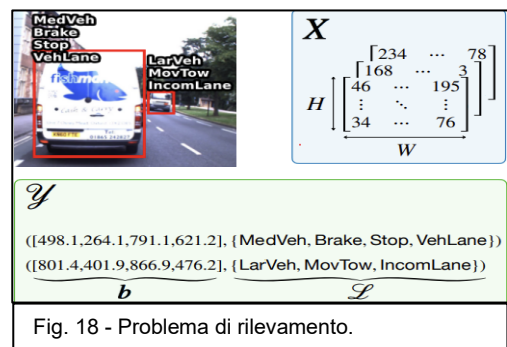 MedVeh
Brake
Stop
VehLane
LarVeh
MovTow
IncomLane
fishman
X
234 ... 78
168 ... 3
46 ... 195
⋮ ⋱ ⋮
34 ... 76
H
W
𝒴
([498.1,264.1,791.1,621.2], {MedVeh, Brake, Stop, VehLane})
([801.4,401.9,866.9,476.2], {LarVeh, MovTow, IncomLane})
b ℒ
Fig. 18 - Problema di rilevamento.